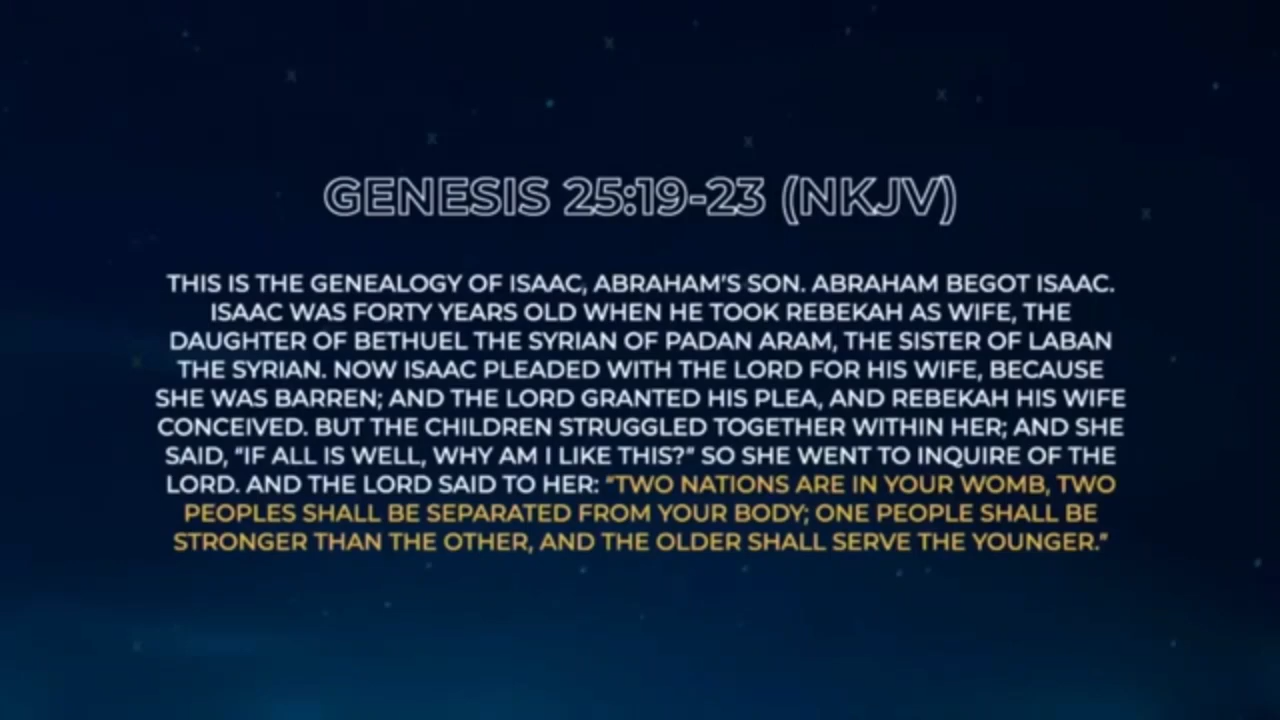 GENESIS 25:19-23 (NKJV)
THIS IS THE GENEALOGY OF ISAAC, ABRAHAM'S SON. ABRAHAM BEGOT ISAAC.
ISAAC WAS FORTY YEARS OLD WHEN HE TOOK REBEKAH AS WIFE, THE
DAUGHTER OF BETHUEL THE SYRIAN OF PADAN ARAM, THE SISTER OF LABAN
THE SYRIAN. NOW ISAAC PLEADED WITH THE LORD FOR HIS WIFE, BECAUSE
SHE WAS BARREN; AND THE LORD GRANTED HIS PLEA, AND REBEKAH HIS WIFE
CONCEIVED. BUT THE CHILDREN STRUGGLED TOGETHER WITHIN HER; AND SHE
SAID, "IF ALL IS WELL, WHY AM I LIKE THIS?" SO SHE WENT TO INQUIRE OF THE
LORD. AND THE LORD SAID TO HER: "TWO NATIONS ARE IN YOUR WOMB, TWO
PEOPLES SHALL BE SEPARATED FROM YOUR BODY; ONE PEOPLE SHALL BE
STRONGER THAN THE OTHER, AND THE OLDER SHALL SERVE THE YOUNGER."